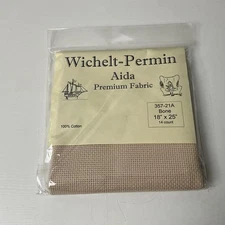 Wichelt-Permin
Aida
Premium Fabric
357-21A
Bone
18" x 25"
14 count
100% Cotton